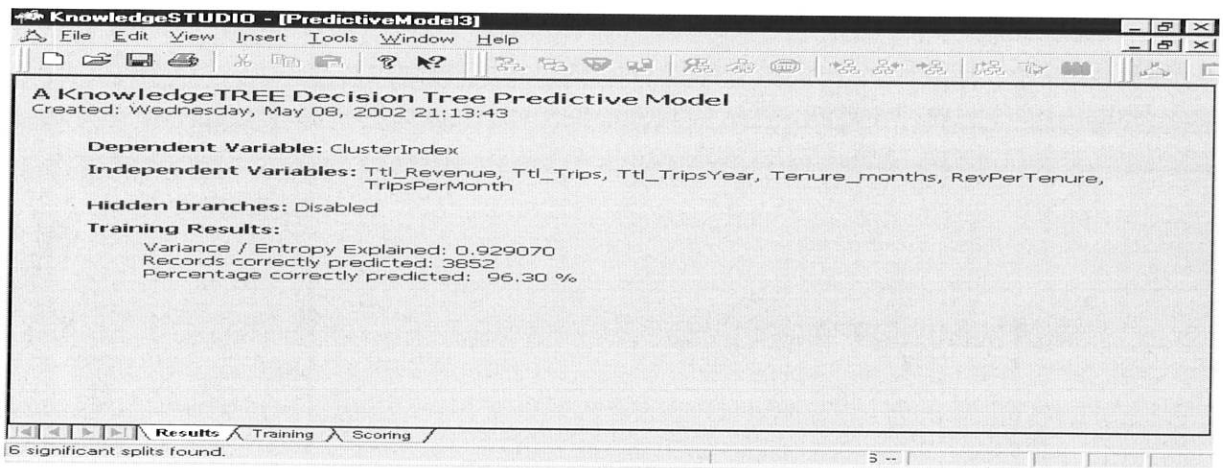 KnowledgeSTUDIO - [PredictiveModel3]
File Edit View Insert Tools Window Help
A KnowledgeTREE Decision Tree Predictive Model
Created: Wednesday, May 08, 2002 21:13:43
Dependent Variable: ClusterIndex
Independent Variables: Ttl_Revenue, Ttl_Trips, Ttl_TripsYear, Tenure_months, RevPerTenure,
TripsPerMonth
Hidden branches: Disabled
Training Results:
Variance / Entropy Explained: 0.929070
Records correctly predicted: 3852
Percentage correctly predicted: 96.30 %
Results Training Scoring
6 significant splits found.